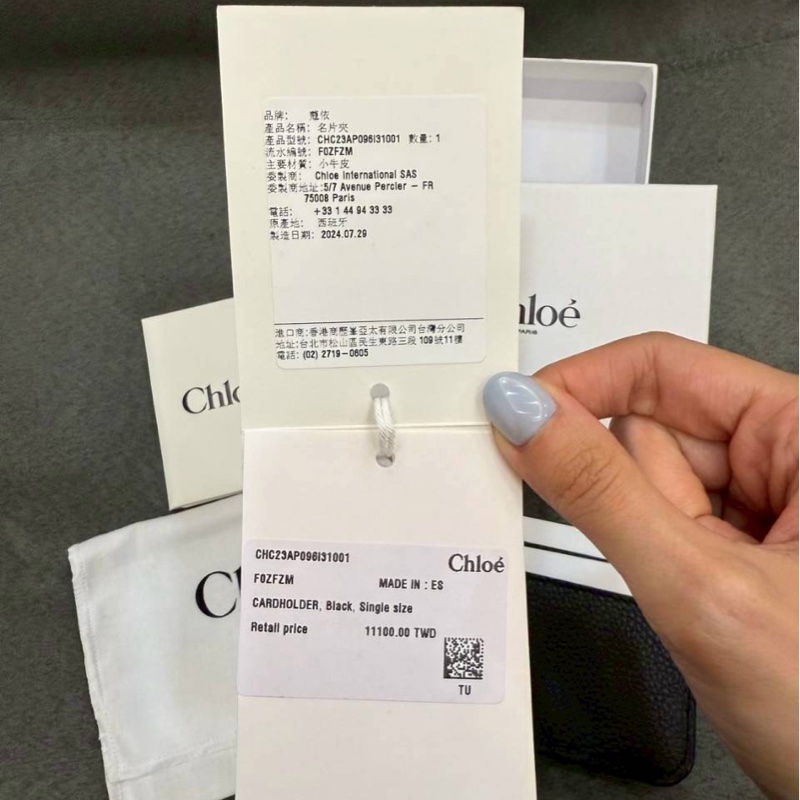 品牌: 蔻依
產品名稱: 名片夾
產品型號: CHC23AP096I31001 數量: 1
流水編號: F0ZFZM
主要材質: 小牛皮
委製商: Chloe International SAS
委製商地址:5/7 Avenue Percier - FR
75008 Paris
電話: +33 1 44 94 33 33
原產地: 西班牙
製造日期: 2024.07.29
進口商:香港商歷峯亞太有限公司台灣分公司
地址:台北市松山區民生東路三段 109號11樓
電話: (02) 2719-0605
hloé
PARIS
Chlo
C
CHC23AP096I31001
Chloé
F0ZFZM MADE IN : ES
CARDHOLDER, Black, Single size
Retail price 11100.00 TWD
TU